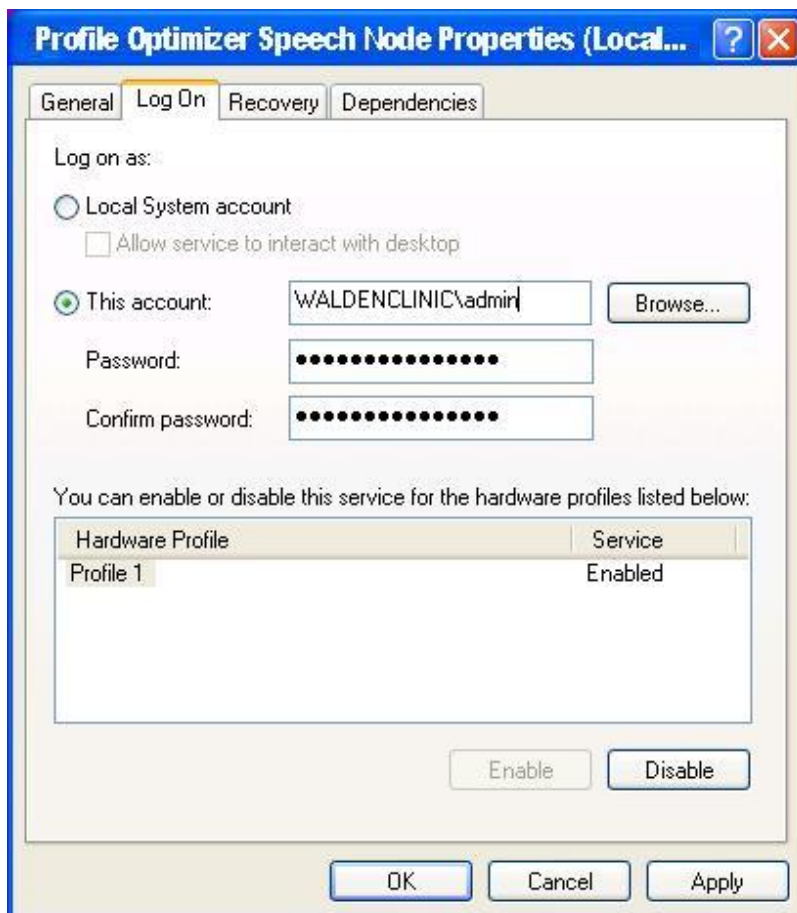 Profile Optimizer Speech Node Properties (Local...
General Log On Recovery Dependencies
Log on as:
Local System account
Allow service to interact with desktop
This account: WALDENCLINIC\admin Browse...
Password: •••••••••••••••
Confirm password: •••••••••••••••
You can enable or disable this service for the hardware profiles listed below:
Hardware Profile Service
Profile 1 Enabled
Enable Disable
OK Cancel Apply